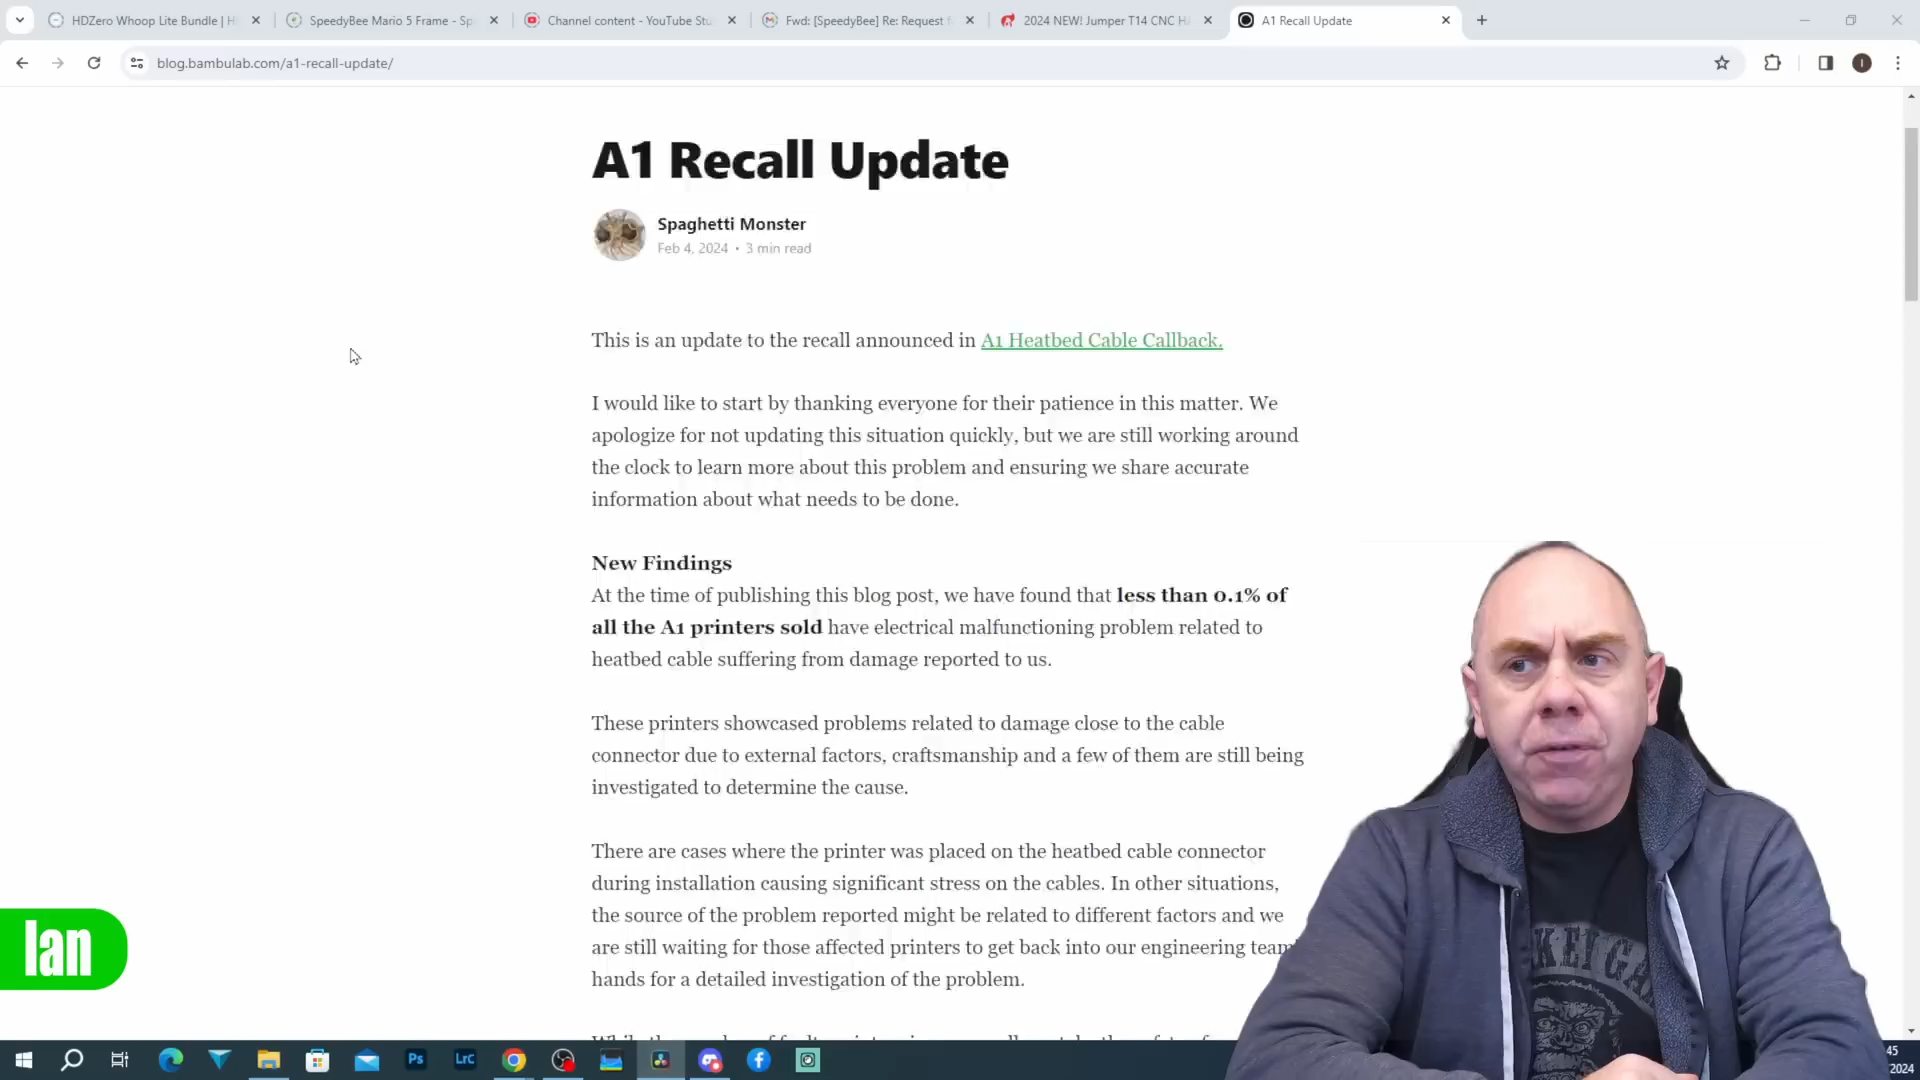 HDZero Whoop Lite Bundle | H
SpeedyBee Mario 5 Frame - Sp
Channel content - YouTube Stu
Fwd: [SpeedyBee] Re: Request f
2024 NEW! Jumper T14 CNC H
A1 Recall Update
blog.bambulab.com/a1-recall-update/
A1 Recall Update
Spaghetti Monster
Feb 4, 2024 • 3 min read
This is an update to the recall announced in A1 Heatbed Cable Callback.
I would like to start by thanking everyone for their patience in this matter. We
apologize for not updating this situation quickly, but we are still working around
the clock to learn more about this problem and ensuring we share accurate
information about what needs to be done.
New Findings
At the time of publishing this blog post, we have found that less than 0.1% of
all the A1 printers sold have electrical malfunctioning problem related to
heatbed cable suffering from damage reported to us.
These printers showcased problems related to damage close to the cable
connector due to external factors, craftsmanship and a few of them are still being
investigated to determine the cause.
There are cases where the printer was placed on the heatbed cable connector
during installation causing significant stress on the cables. In other situations,
the source of the problem reported might be related to different factors and we
are still waiting for those affected printers to get back into our engineering team
hands for a detailed investigation of the problem.
Ian
Ps
LrC
45
2024